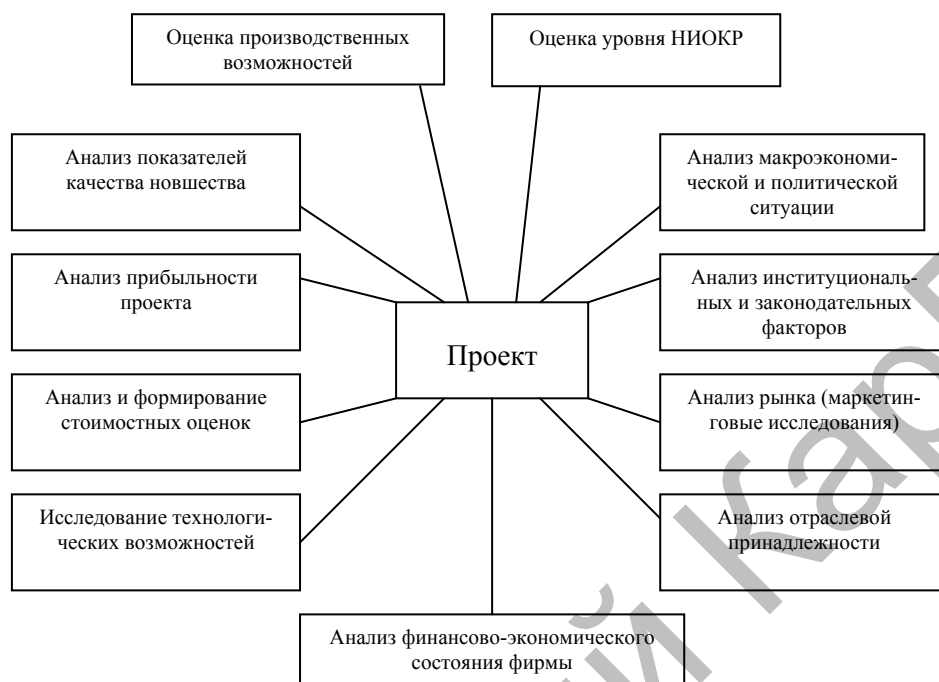 Оценка производственных
возможностей
Оценка уровня НИОКР
Анализ показателей
качества новшества
Анализ макроэкономи-
ческой и политической
ситуации
Анализ прибыльности
проекта
Анализ институциональ-
ных и законодательных
факторов
Проект
Анализ и формирование
стоимостных оценок
Анализ рынка (маркетин-
говые исследования)
Исследование технологи-
ческих возможностей
Анализ отраслевой
принадлежности
Анализ финансово-экономического
состояния фирмы